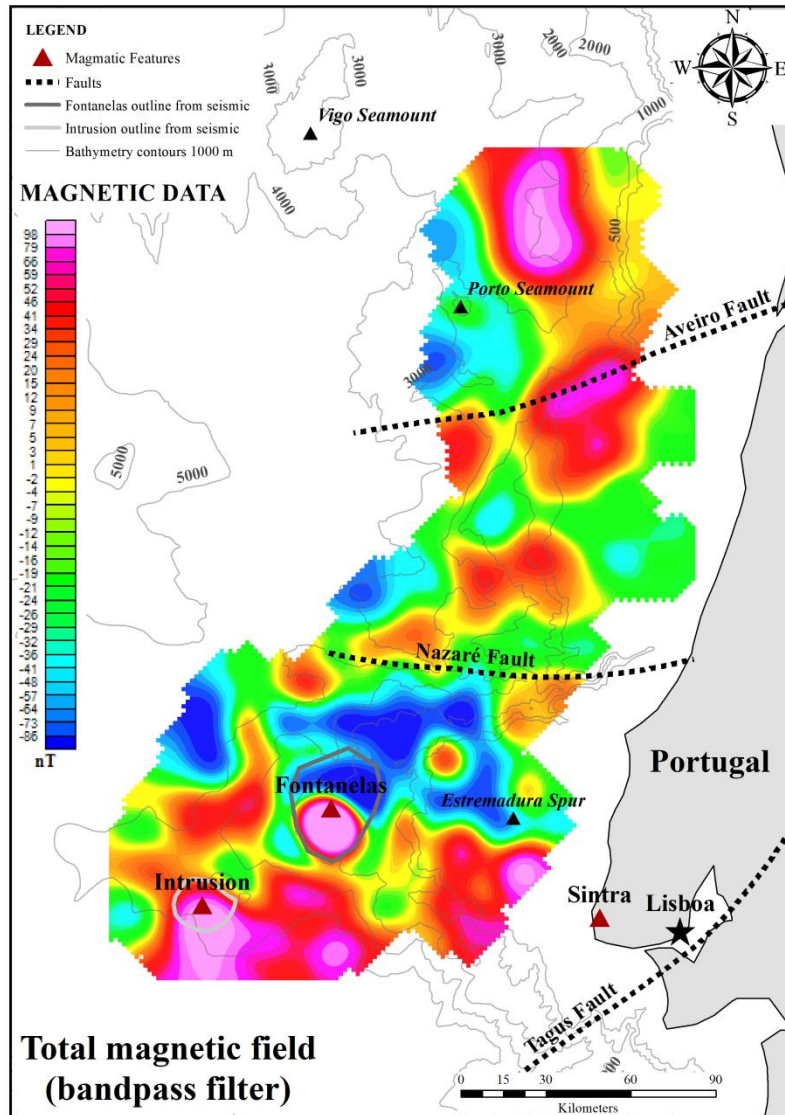 LEGEND
Magmatic Features
Faults
Fontanelas outline from seismic
Intrusion outline from seismic
Bathymetry contours 1000 m
N
W E
S
3000
2000
2000
3000
3000
1000
Vigo Seamount
4000
MAGNETIC DATA
98
79
66
59
52
46
41
34
29
24
20
15
12
9
7
5
3
1
-2
-4
-7
-9
-12
-14
-16
-19
-21
-24
-26
-29
-32
-36
-41
-48
-57
-64
-73
-86
nT
500
Porto Seamount
Aveiro Fault
3000
5000
5000
Nazaré Fault
Portugal
Fontanelas
Estremadura Spur
Intrusion
Sintra
Lisboa
Tagus Fault
Total magnetic field
(bandpass filter)
0 15 30 60 90
Kilometers